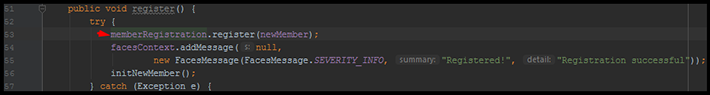 51 public void register() {
52 try {
53 memberRegistration.register(newMember);
54 facesContext.addMessage( s: null,
55 new FacesMessage(FacesMessage.SEVERITY_INFO, summary: "Registered!", detail: "Registration successful"));
56 initNewMember();
57 } catch (Exception e) {